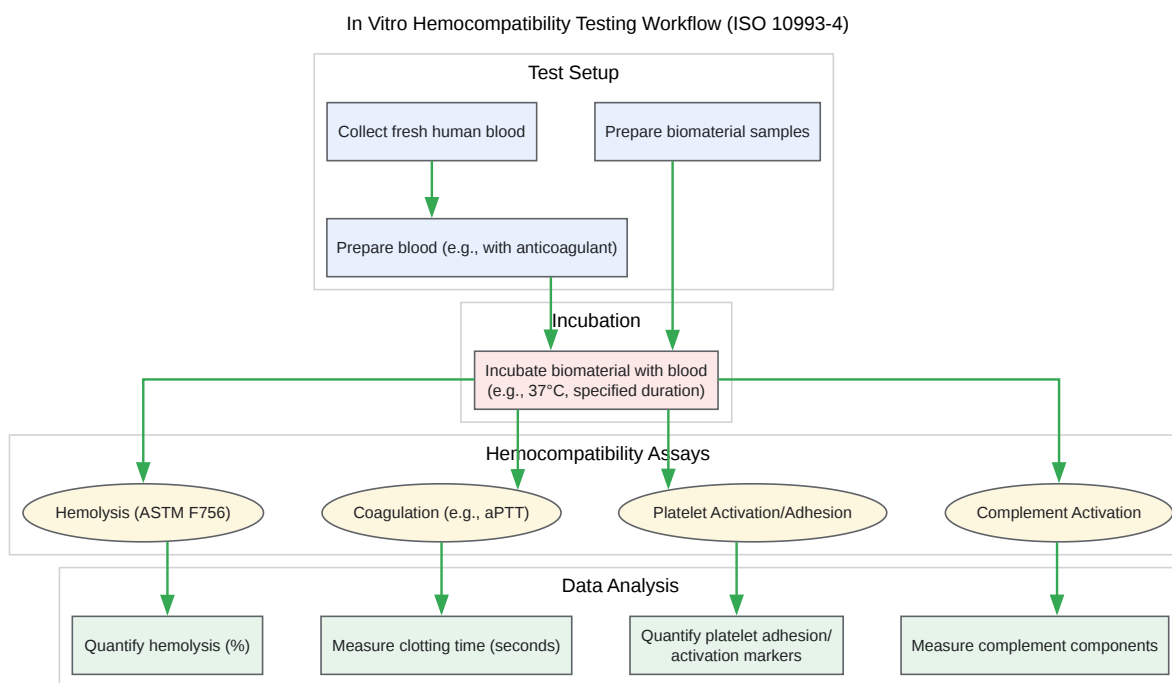 In Vitro Hemocompatibility Testing Workflow (ISO 10993-4)
Test Setup
Collect fresh human blood
Prepare biomaterial samples
Prepare blood (e.g., with anticoagulant)
Incubation
Incubate biomaterial with blood
(e.g., 37°C, specified duration)
Hemocompatibility Assays
Hemolysis (ASTM F756)
Coagulation (e.g., aPTT)
Platelet Activation/Adhesion
Complement Activation
Data Analysis
Quantify hemolysis (%)
Measure clotting time (seconds)
Quantify platelet adhesion/
activation markers
Measure complement components